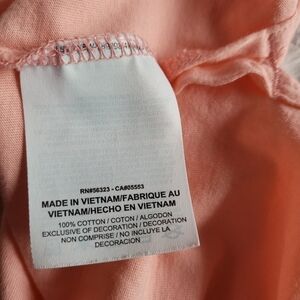 RN#56323 - CA#05553
MADE IN VIETNAM/FABRIQUE AU
VIETNAM/HECHO EN VIETNAM
100% COTTON / COTON / ALGODON
EXCLUSIVE OF DECORATION / DECORATION
NON COMPRISE / NO INCLUYE LA
DECORACION